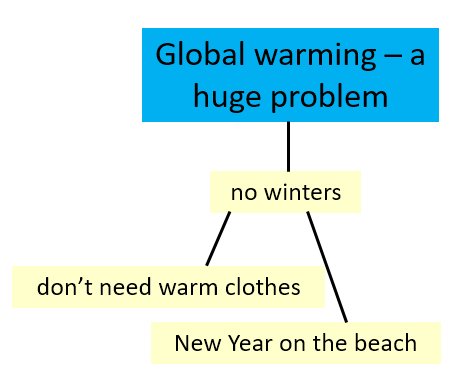 Global warming – a
huge problem
no winters
don’t need warm clothes
New Year on the beach